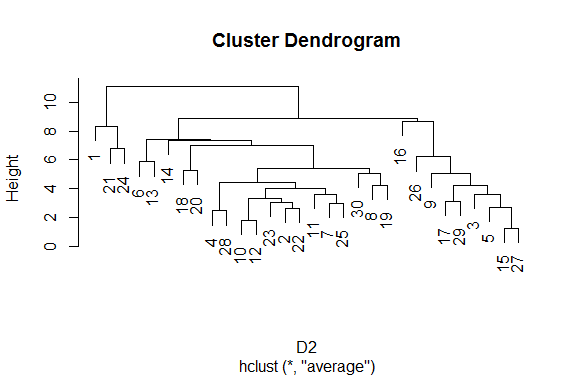 Cluster Dendrogram
Height
0 2 4 6 8 10
1 21 24 6 13 14 18 20 4 28 10 12 23 2 22 11 7 25 30 8 19 16 26 9 17 29 3 5 15 27
D2
hclust (*, "average")